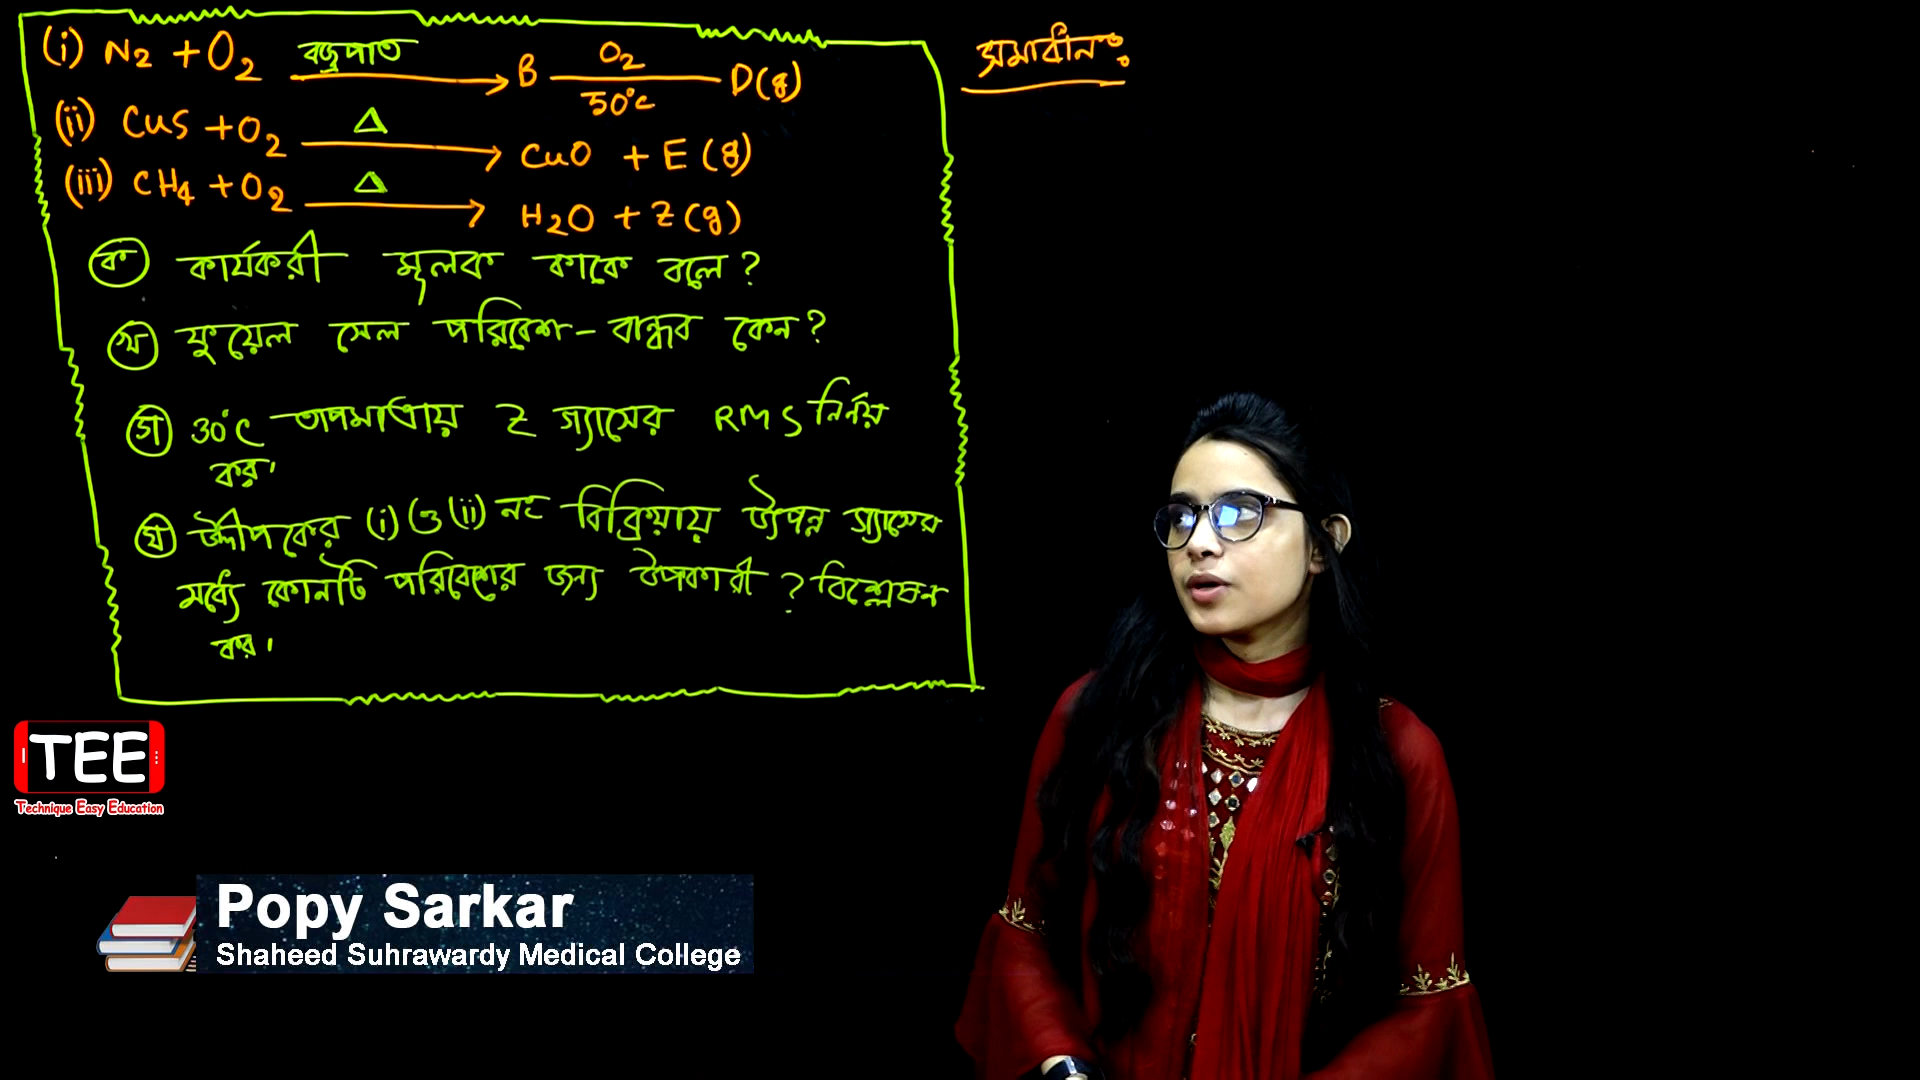 (i) N2 + O2 বজ্রপাত → B O2 50°C D(g)
(ii) CuS + O2 Δ → CuO + E (g)
(iii) CH4 + O2 Δ → H2O + Z(g)
ক কার্যকরী মূলক কাকে বলে?
খ ফুয়েল সেল পরিবেশ-বান্ধব কেন?
গ 30°C তাপমাত্রায় Z গ্যাসের RMS নির্নয়
কর।
ঘ উদ্দীপকের (i) ও (ii) নং বিক্রিয়ায় উৎপন্ন গ্যাসের
মধ্যে কোনটি পরিবেশের জন্য উপকারী? বিশ্লেষন
কর।
সমাধান:
TEE
Technique Easy Education
Popy Sarkar
Shaheed Suhrawardy Medical College